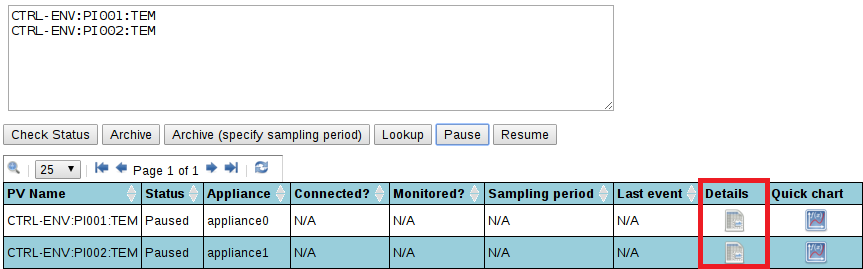 CTRL-ENV:PI001:TEM
CTRL-ENV:PI002:TEM
Check Status Archive Archive (specify sampling period) Lookup Pause Resume
25 Page 1 of 1
PV Name Status Appliance Connected? Monitored? Sampling period Last event Details Quick chart
CTRL-ENV:PI001:TEM Paused appliance0 N/A N/A N/A N/A
CTRL-ENV:PI002:TEM Paused appliance1 N/A N/A N/A N/A